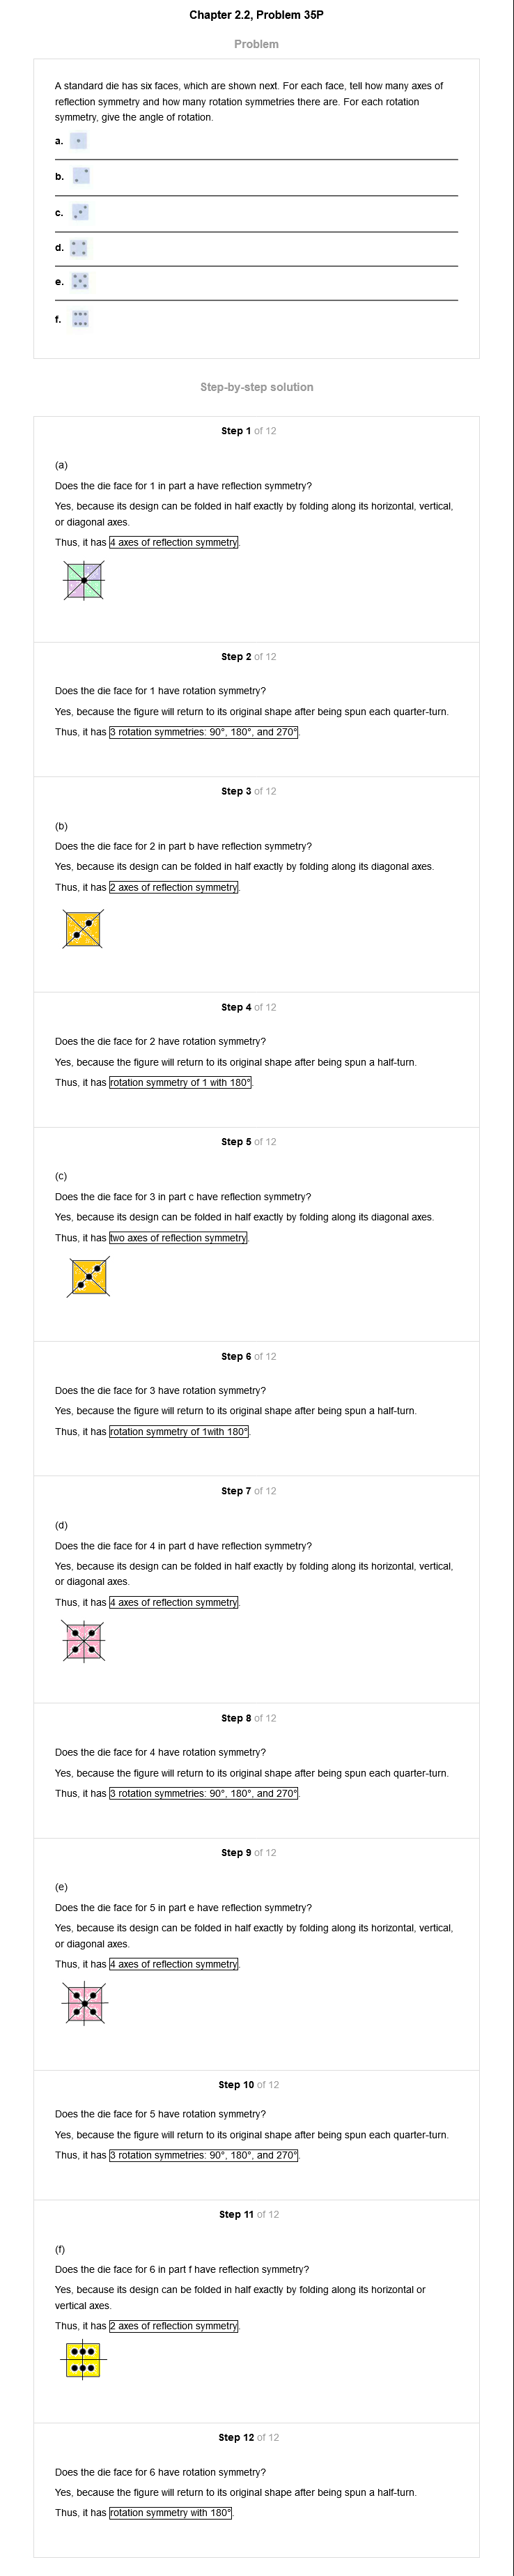 Chapter 2.2, Problem 35P
Problem
A standard die has six faces, which are shown next. For each face, tell how many axes of
reflection symmetry and how many rotation symmetries there are. For each rotation
symmetry, give the angle of rotation.
a.
b.
c.
d.
e.
f.
Step-by-step solution
Step 1 of 12
(a)
Does the die face for 1 in part a have reflection symmetry?
Yes, because its design can be folded in half exactly by folding along its horizontal, vertical,
or diagonal axes.
Thus, it has 4 axes of reflection symmetry.
Step 2 of 12
Does the die face for 1 have rotation symmetry?
Yes, because the figure will return to its original shape after being spun each quarter-turn.
Thus, it has 3 rotation symmetries: 90°, 180°, and 270°.
Step 3 of 12
(b)
Does the die face for 2 in part b have reflection symmetry?
Yes, because its design can be folded in half exactly by folding along its diagonal axes.
Thus, it has 2 axes of reflection symmetry.
Step 4 of 12
Does the die face for 2 have rotation symmetry?
Yes, because the figure will return to its original shape after being spun a half-turn.
Thus, it has rotation symmetry of 1 with 180°.
Step 5 of 12
(c)
Does the die face for 3 in part c have reflection symmetry?
Yes, because its design can be folded in half exactly by folding along its diagonal axes.
Thus, it has two axes of reflection symmetry.
Step 6 of 12
Does the die face for 3 have rotation symmetry?
Yes, because the figure will return to its original shape after being spun a half-turn.
Thus, it has rotation symmetry of 1with 180°.
Step 7 of 12
(d)
Does the die face for 4 in part d have reflection symmetry?
Yes, because its design can be folded in half exactly by folding along its horizontal, vertical,
or diagonal axes.
Thus, it has 4 axes of reflection symmetry.
Step 8 of 12
Does the die face for 4 have rotation symmetry?
Yes, because the figure will return to its original shape after being spun each quarter-turn.
Thus, it has 3 rotation symmetries: 90°, 180°, and 270°.
Step 9 of 12
(e)
Does the die face for 5 in part e have reflection symmetry?
Yes, because its design can be folded in half exactly by folding along its horizontal, vertical,
or diagonal axes.
Thus, it has 4 axes of reflection symmetry.
Step 10 of 12
Does the die face for 5 have rotation symmetry?
Yes, because the figure will return to its original shape after being spun each quarter-turn.
Thus, it has 3 rotation symmetries: 90°, 180°, and 270°.
Step 11 of 12
(f)
Does the die face for 6 in part f have reflection symmetry?
Yes, because its design can be folded in half exactly by folding along its horizontal or
vertical axes.
Thus, it has 2 axes of reflection symmetry.
Step 12 of 12
Does the die face for 6 have rotation symmetry?
Yes, because the figure will return to its original shape after being spun a half-turn.
Thus, it has rotation symmetry with 180°.